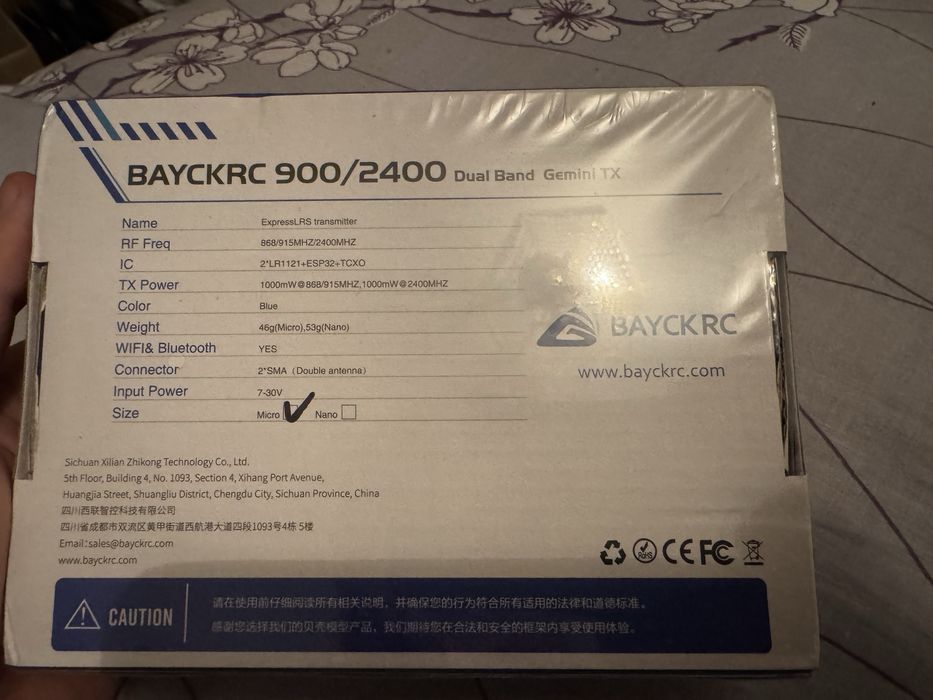 BAYCKRC 900/2400 Dual Band Gemini TX
Name ExpressLRS transmitter
RF Freq 868/915MHZ/2400MHZ
IC 2*LR1121+ESP32+TCXO
TX Power 1000mW@868/915MHZ,1000mW@2400MHZ
Color Blue
Weight 46g(Micro),53g(Nano)
WIFI& Bluetooth YES
Connector 2*SMA（Double antenna）
Input Power 7-30V
Size Micro Nano
BAYCKRC
www.bayckrc.com
Sichuan Xilian Zhikong Technology Co., Ltd.
5th Floor, Building 4, No. 1093, Section 4, Xihang Port Avenue,
Huangjia Street, Shuangliu District, Chengdu City, Sichuan Province, China
四川西联智控科技有限公司
四川省成都市双流区黄甲街道西航港大道四段1093号4栋 5楼
Email:sales@bayckrc.com
www.bayckrc.com
RoHS CE FC
CAUTION
请在使用前仔细阅读所有相关说明，并确保您的行为符合所有适用的法律和道德标准。
感谢您选择我们的贝壳模型产品，我们期待您在合法和安全的框架内享受使用体验。